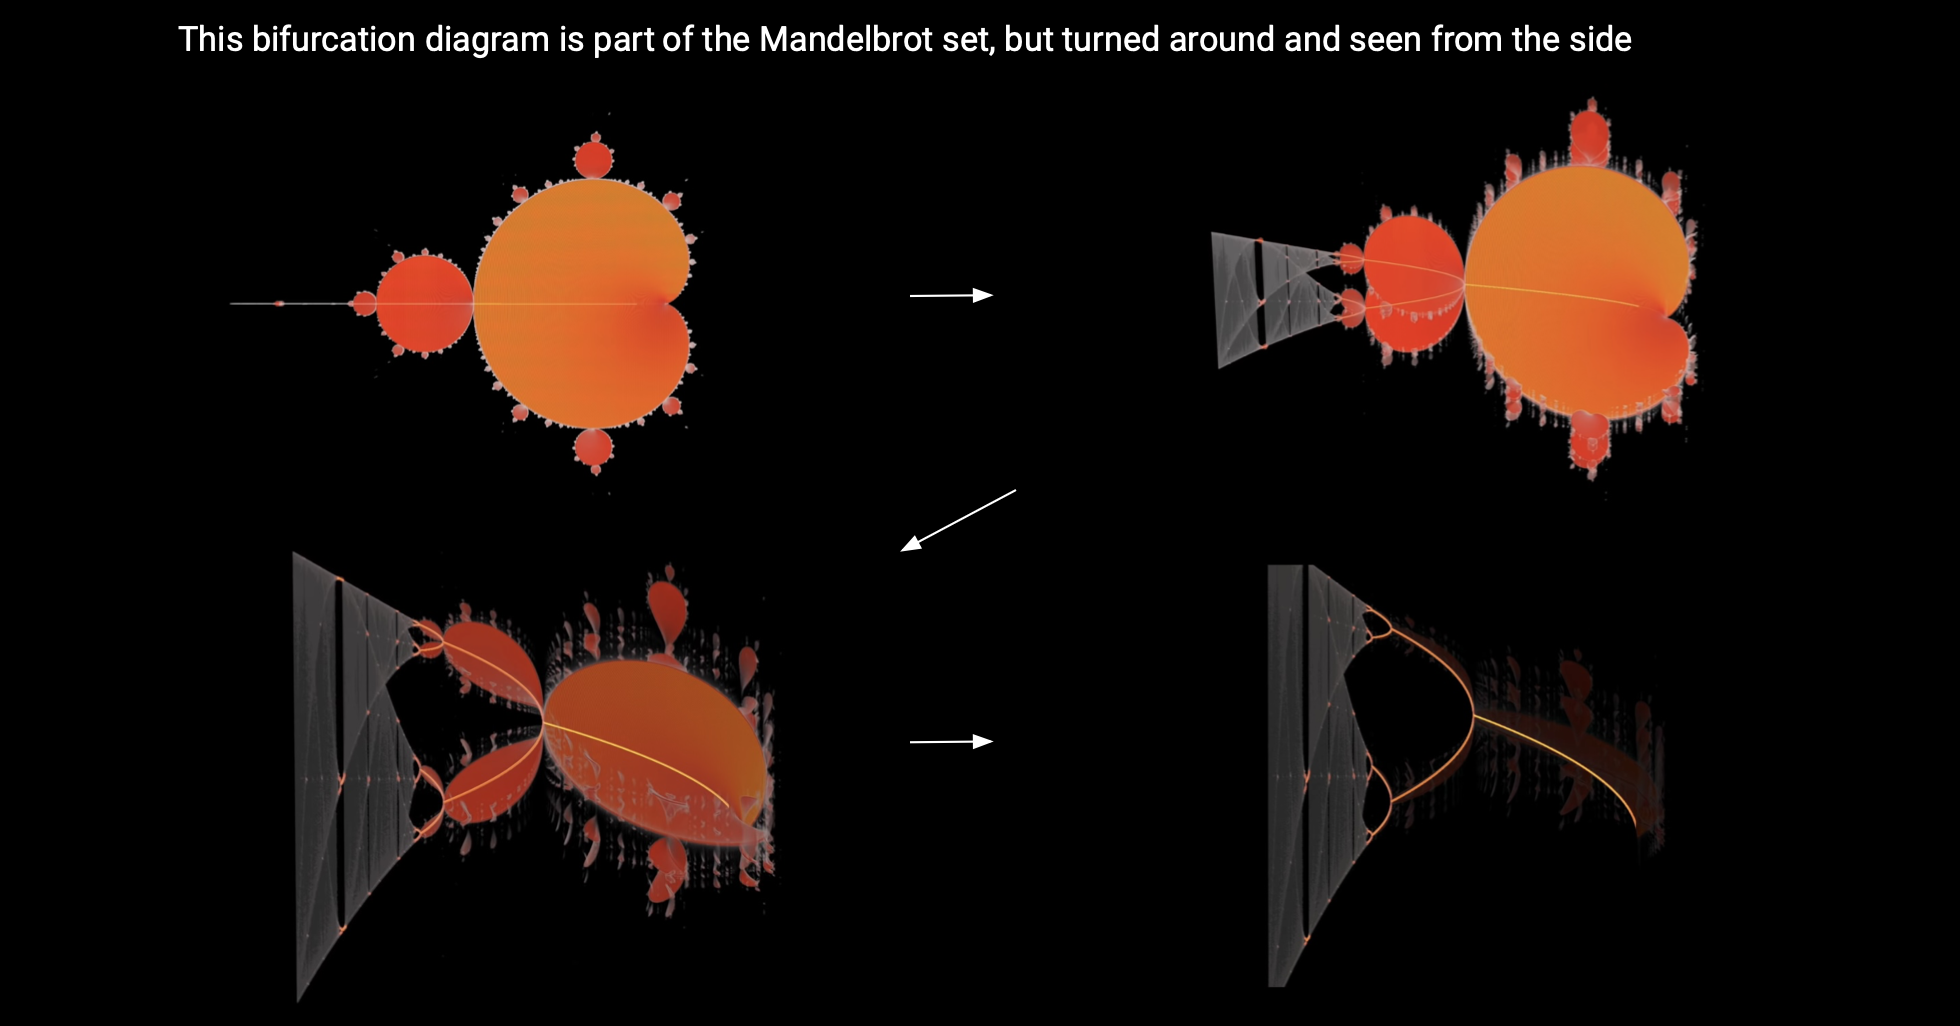 This bifurcation diagram is part of the Mandelbrot set, but turned around and seen from the side